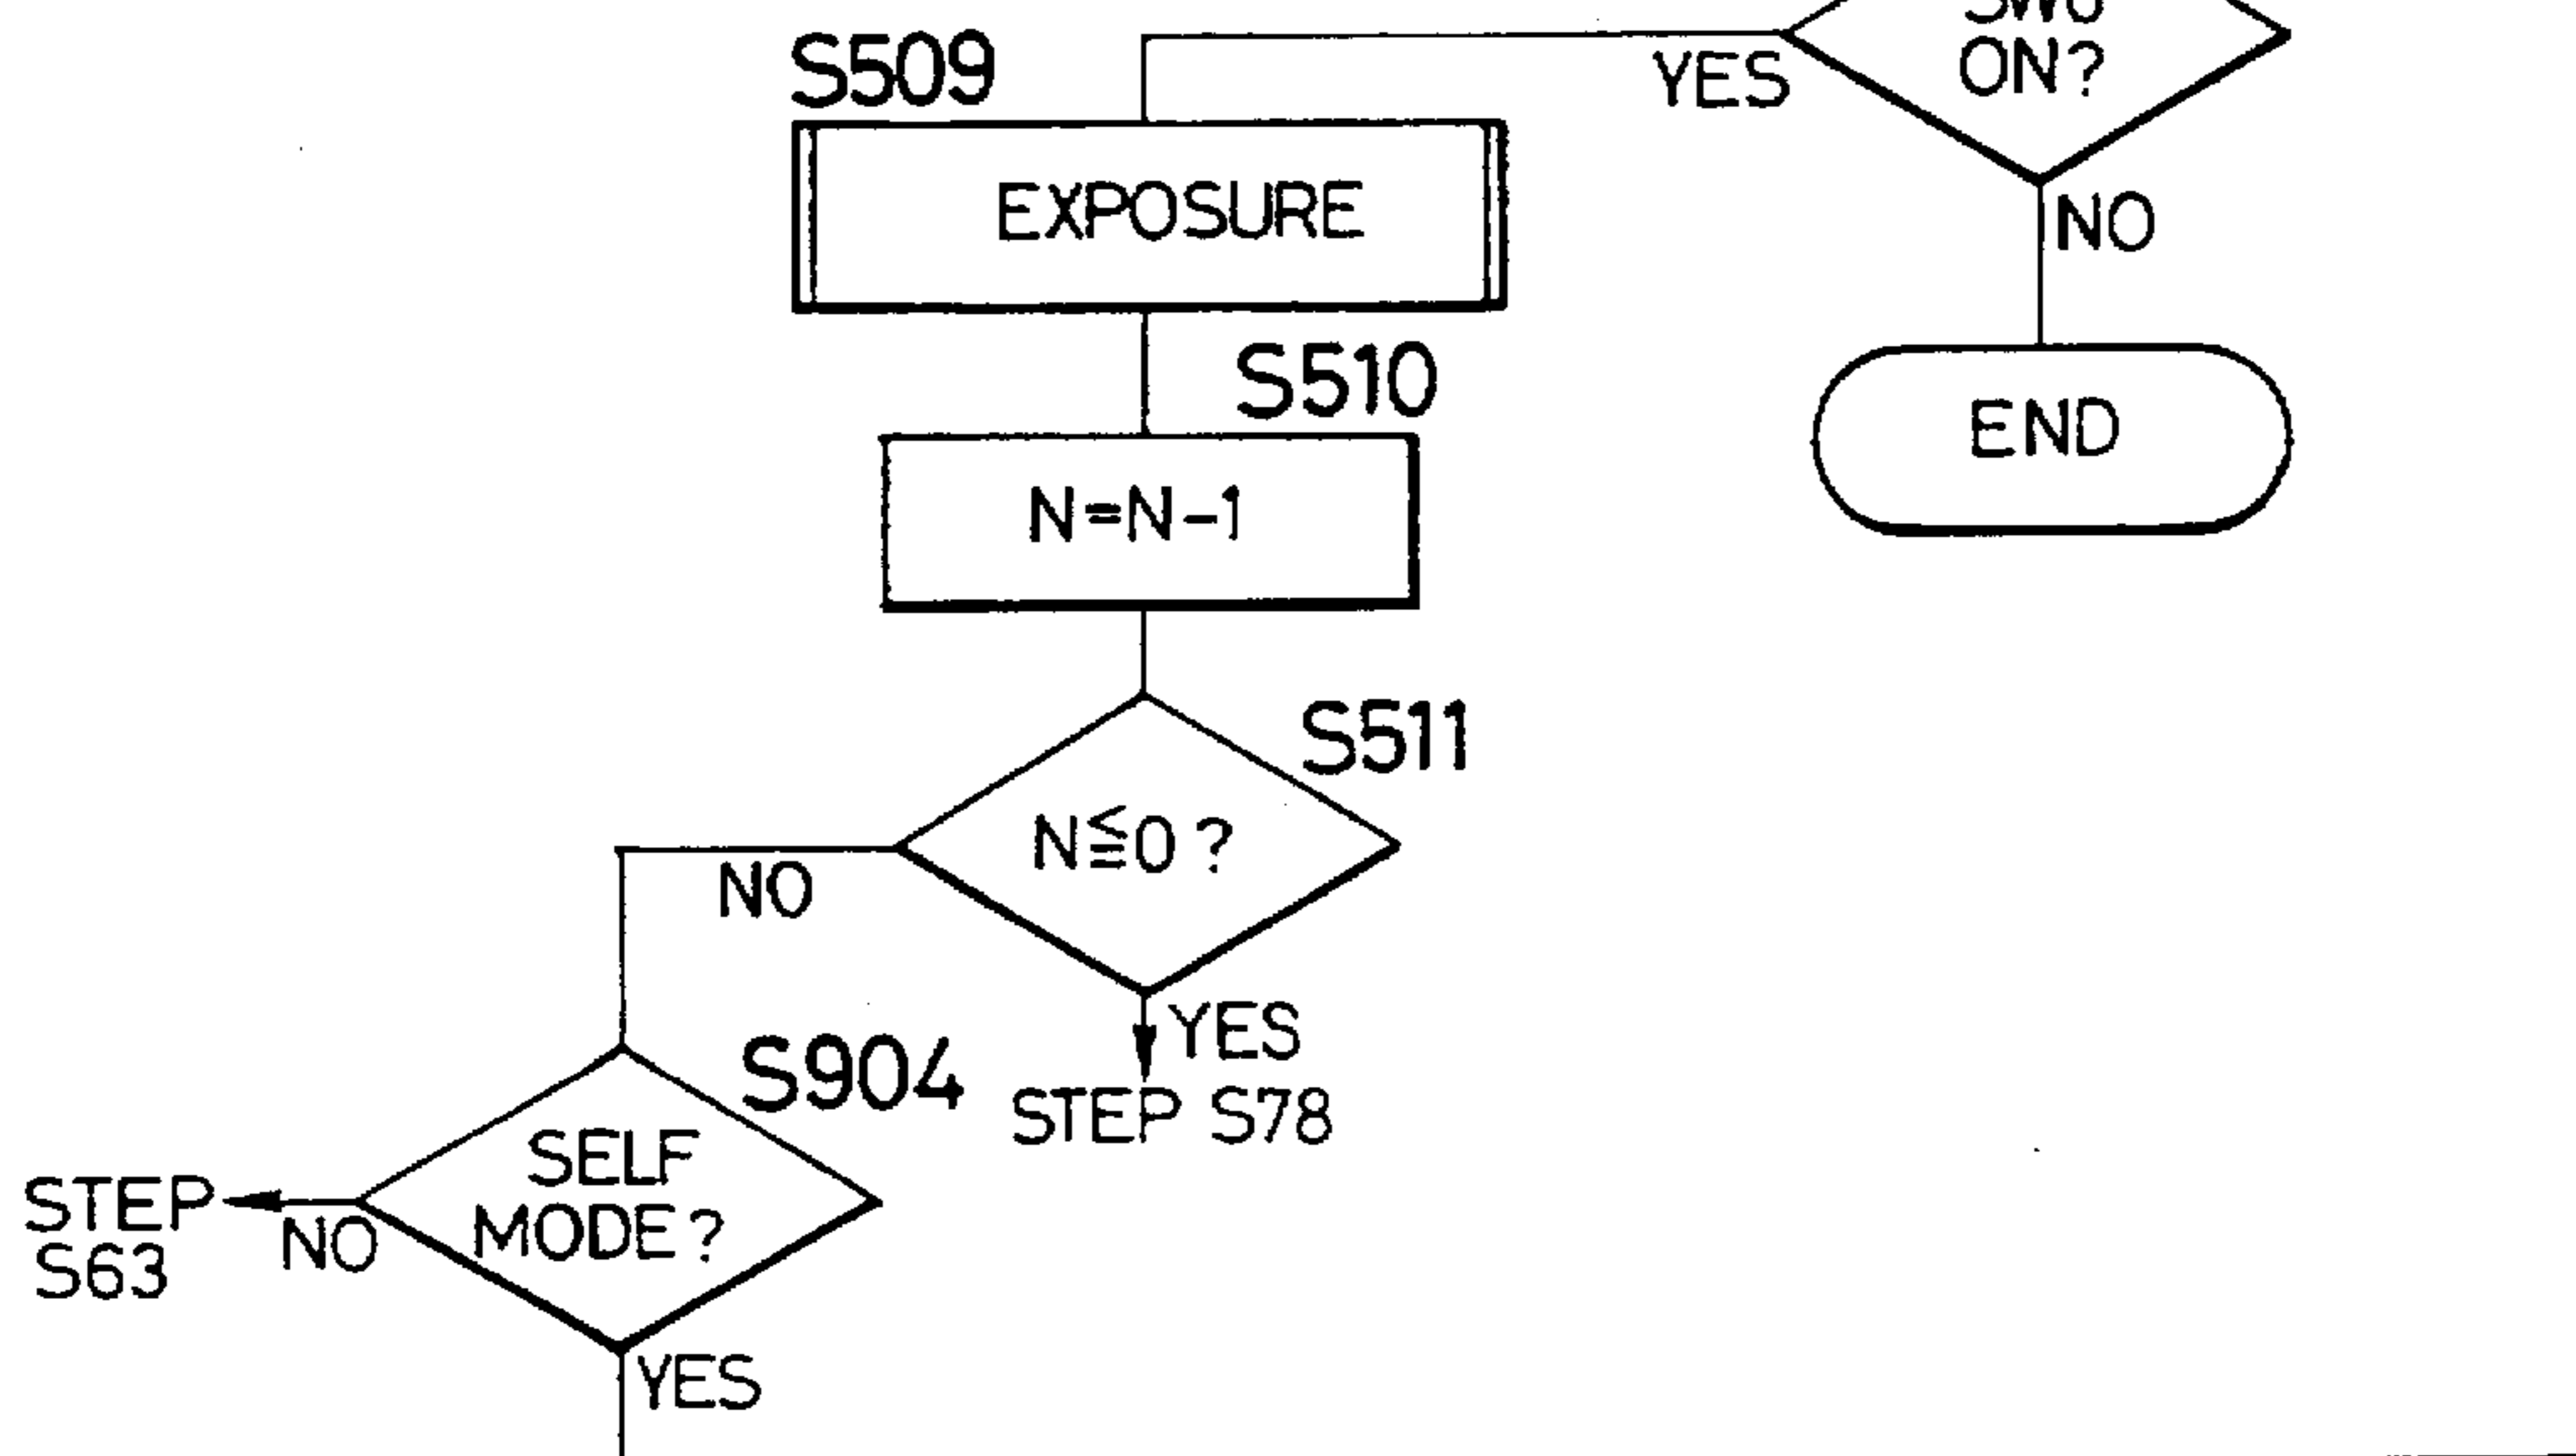 S509
YES
ON?
EXPOSURE
NO
S510
END
N=N-1
S511
N≦0?
NO
YES
S904
STEP S78
SELF
MODE?
STEP
S63
NO
YES